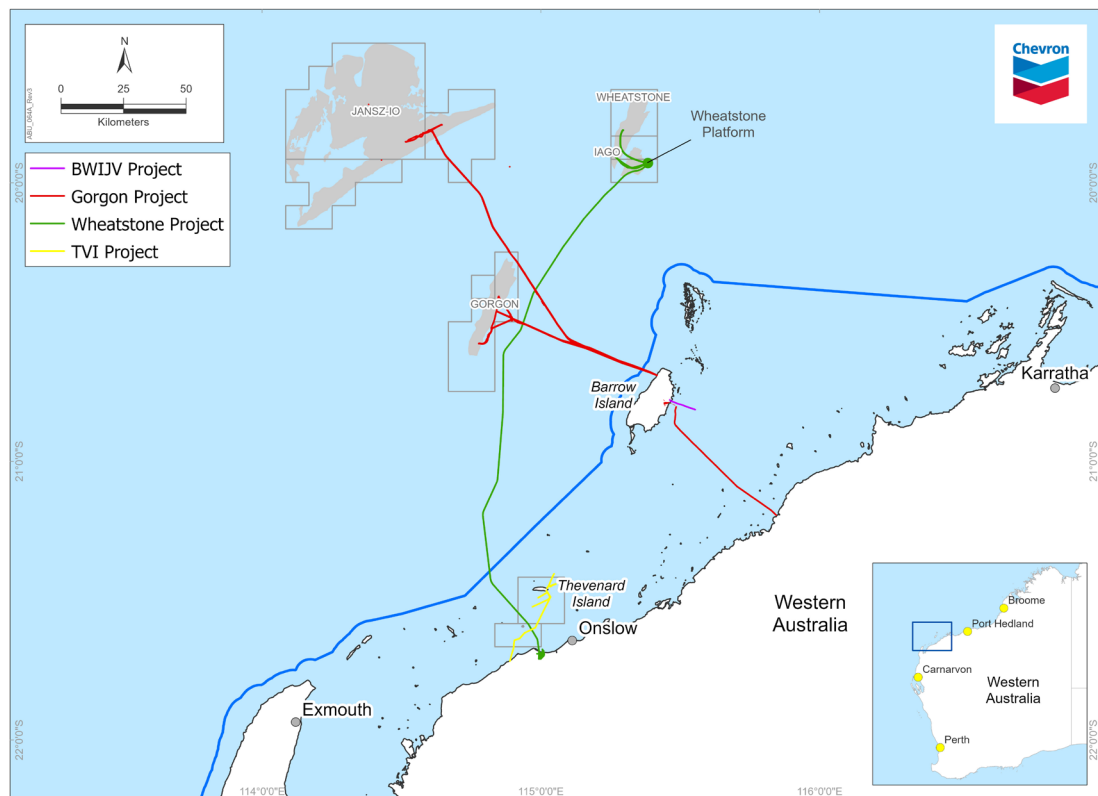 N
0
25
50
Kilometers
ABU_064A_Rev3
Chevron
BWIJV Project
Gorgon Project
Wheatstone Project
TVI Project
JANSZ-IO
WHEATSTONE
IAGO
Wheatstone
Platform
20°0'0"S
20°0'0"S
GORGON
Barrow
Island
Karratha
21°0'0"S
21°0'0"S
Thevenard
Island
Onslow
Western
Australia
Exmouth
22°0'0"S
22°0'0"S
114°0'0"E
115°0'0"E
116°0'0"E
Broome
Port Hedland
Carnarvon
Western
Australia
Perth